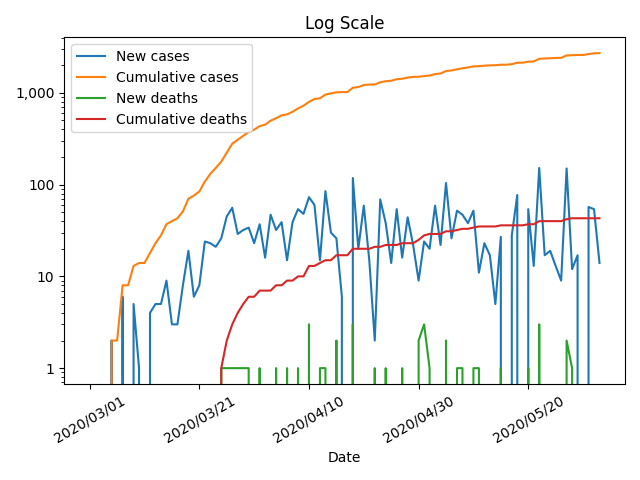 Log Scale
New cases
Cumulative cases
New deaths
Cumulative deaths
1,000
100
10
1
2020/03/01
2020/03/21
2020/04/10
2020/04/30
2020/05/20
Date